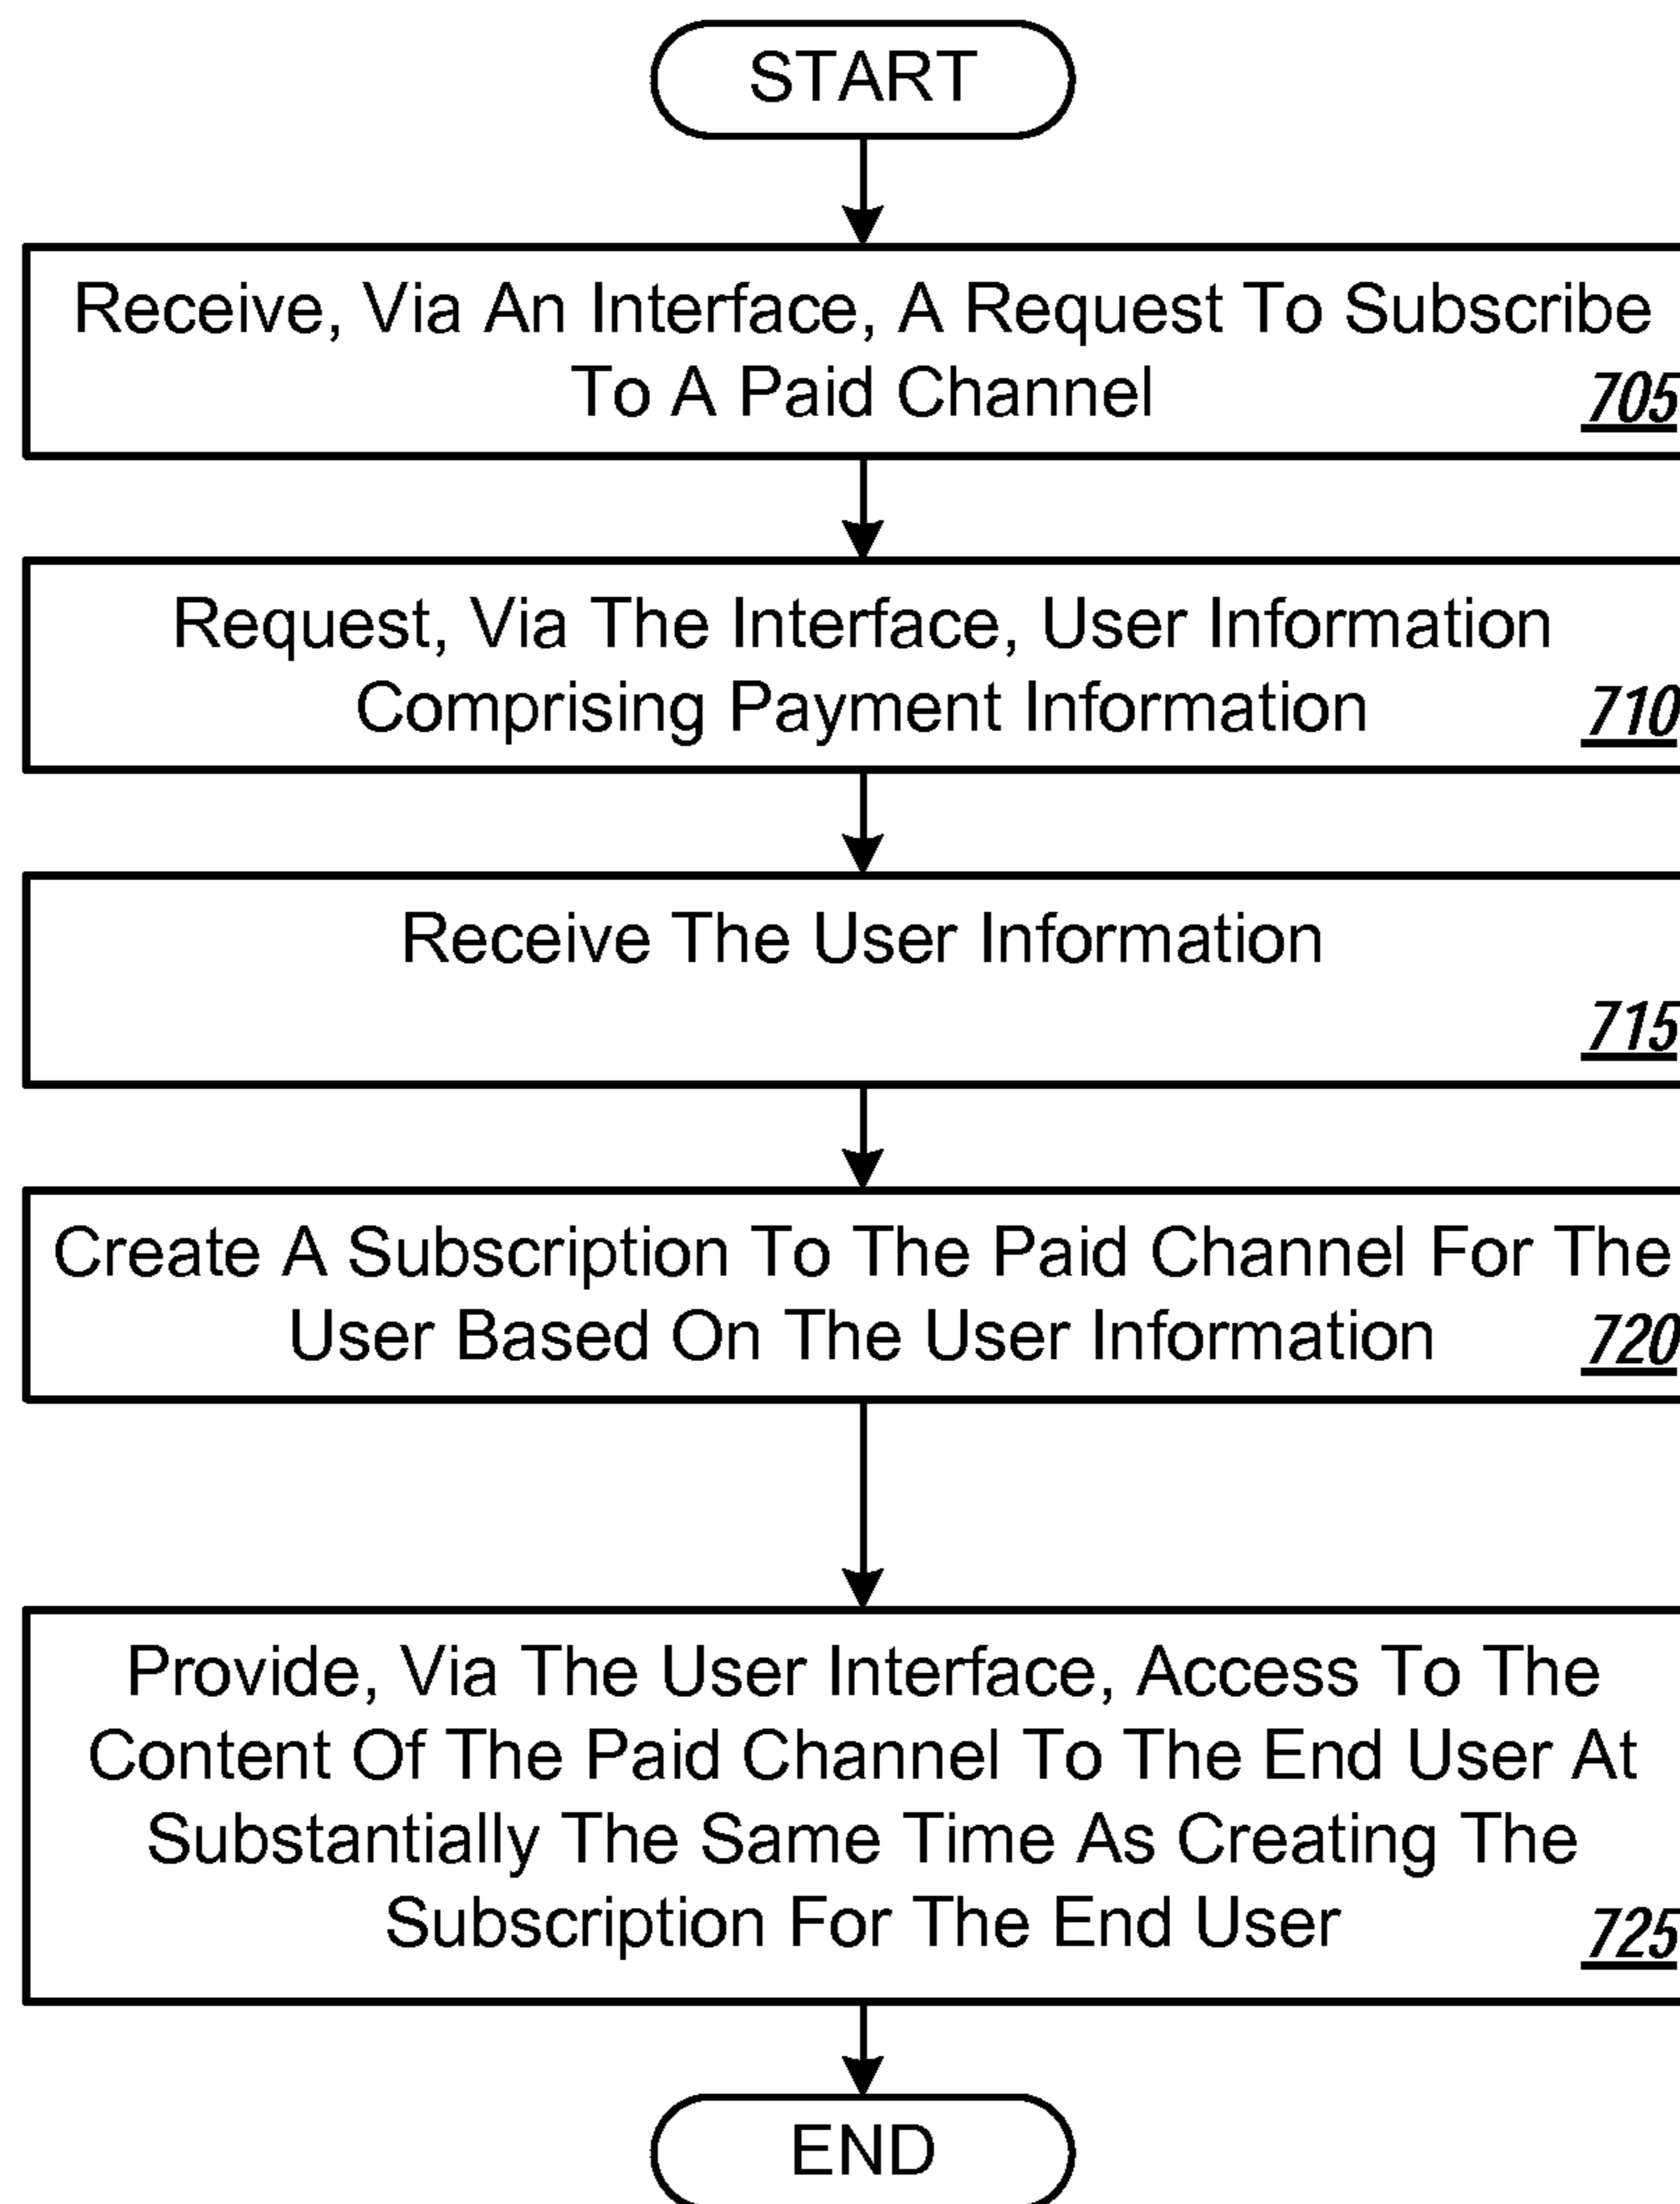 START
Receive, Via An Interface, A Request To Subscribe
To A Paid Channel
705
Request, Via The Interface, User Information
Comprising Payment Information
710
Receive The User Information
715
Create A Subscription To The Paid Channel For The
User Based On The User Information
720
Provide, Via The User Interface, Access To The
Content Of The Paid Channel To The End User At
Substantially The Same Time As Creating The
Subscription For The End User
725
END